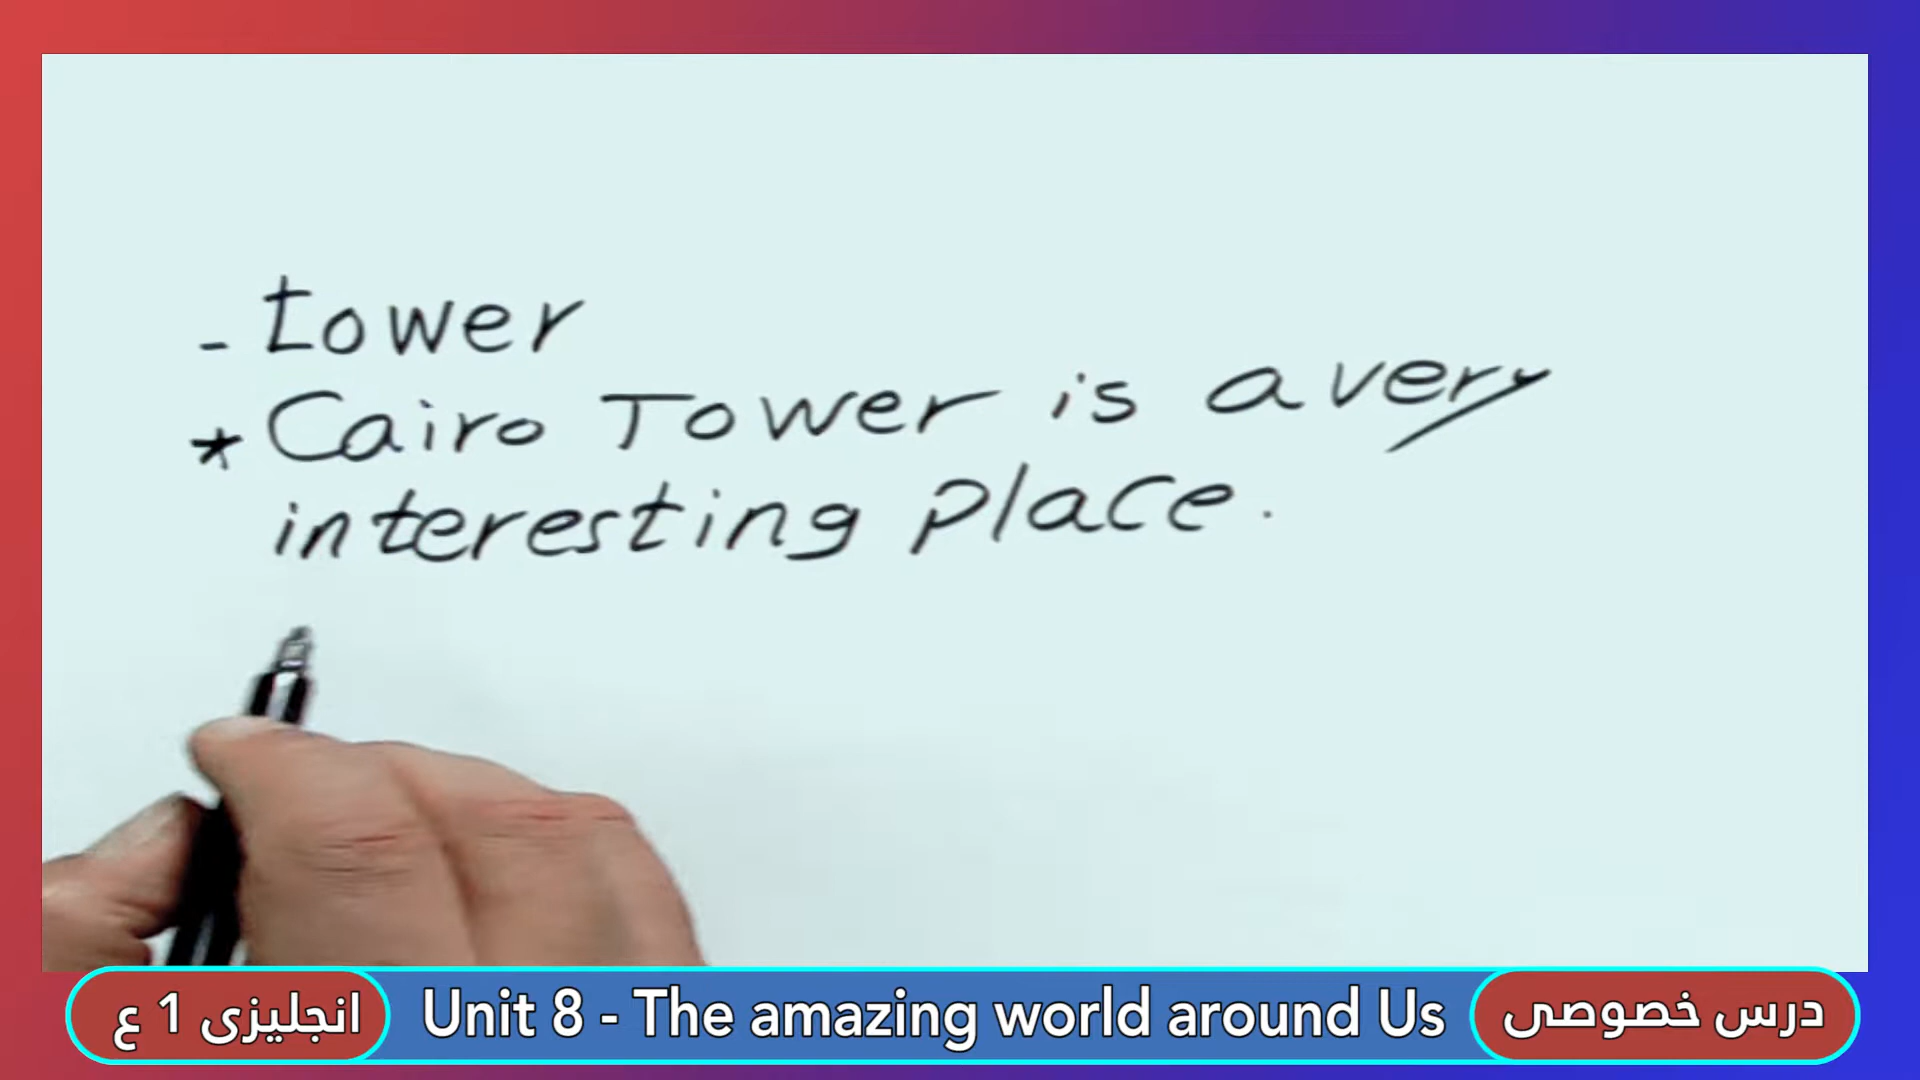 - tower
* Cairo Tower is a very
interesting place.
انجليزى 1 ع
Unit 8 - The amazing world around Us
درس خصوصى